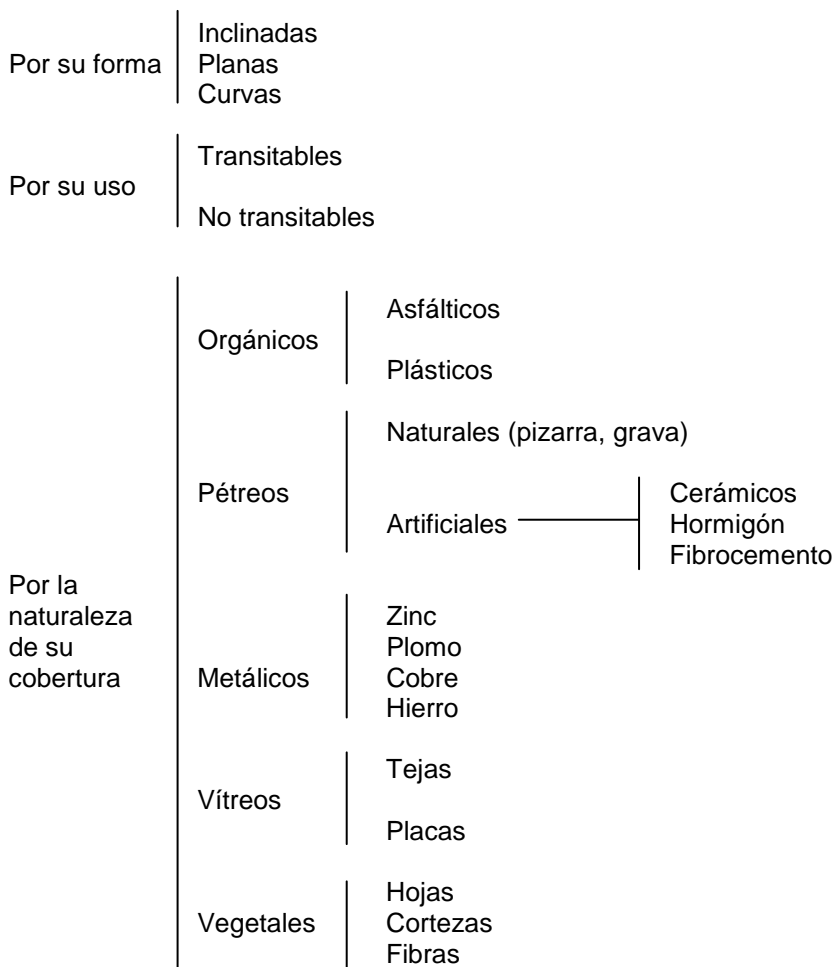 Por su forma
Inclinadas
Planas
Curvas
Por su uso
Transitables
No transitables
Por la
naturaleza
de su
cobertura
Orgánicos
Asfálticos
Plásticos
Pétreos
Naturales (pizarra, grava)
Artificiales
Cerámicos
Hormigón
Fibrocemento
Metálicos
Zinc
Plomo
Cobre
Hierro
Vítreos
Tejas
Placas
Vegetales
Hojas
Cortezas
Fibras